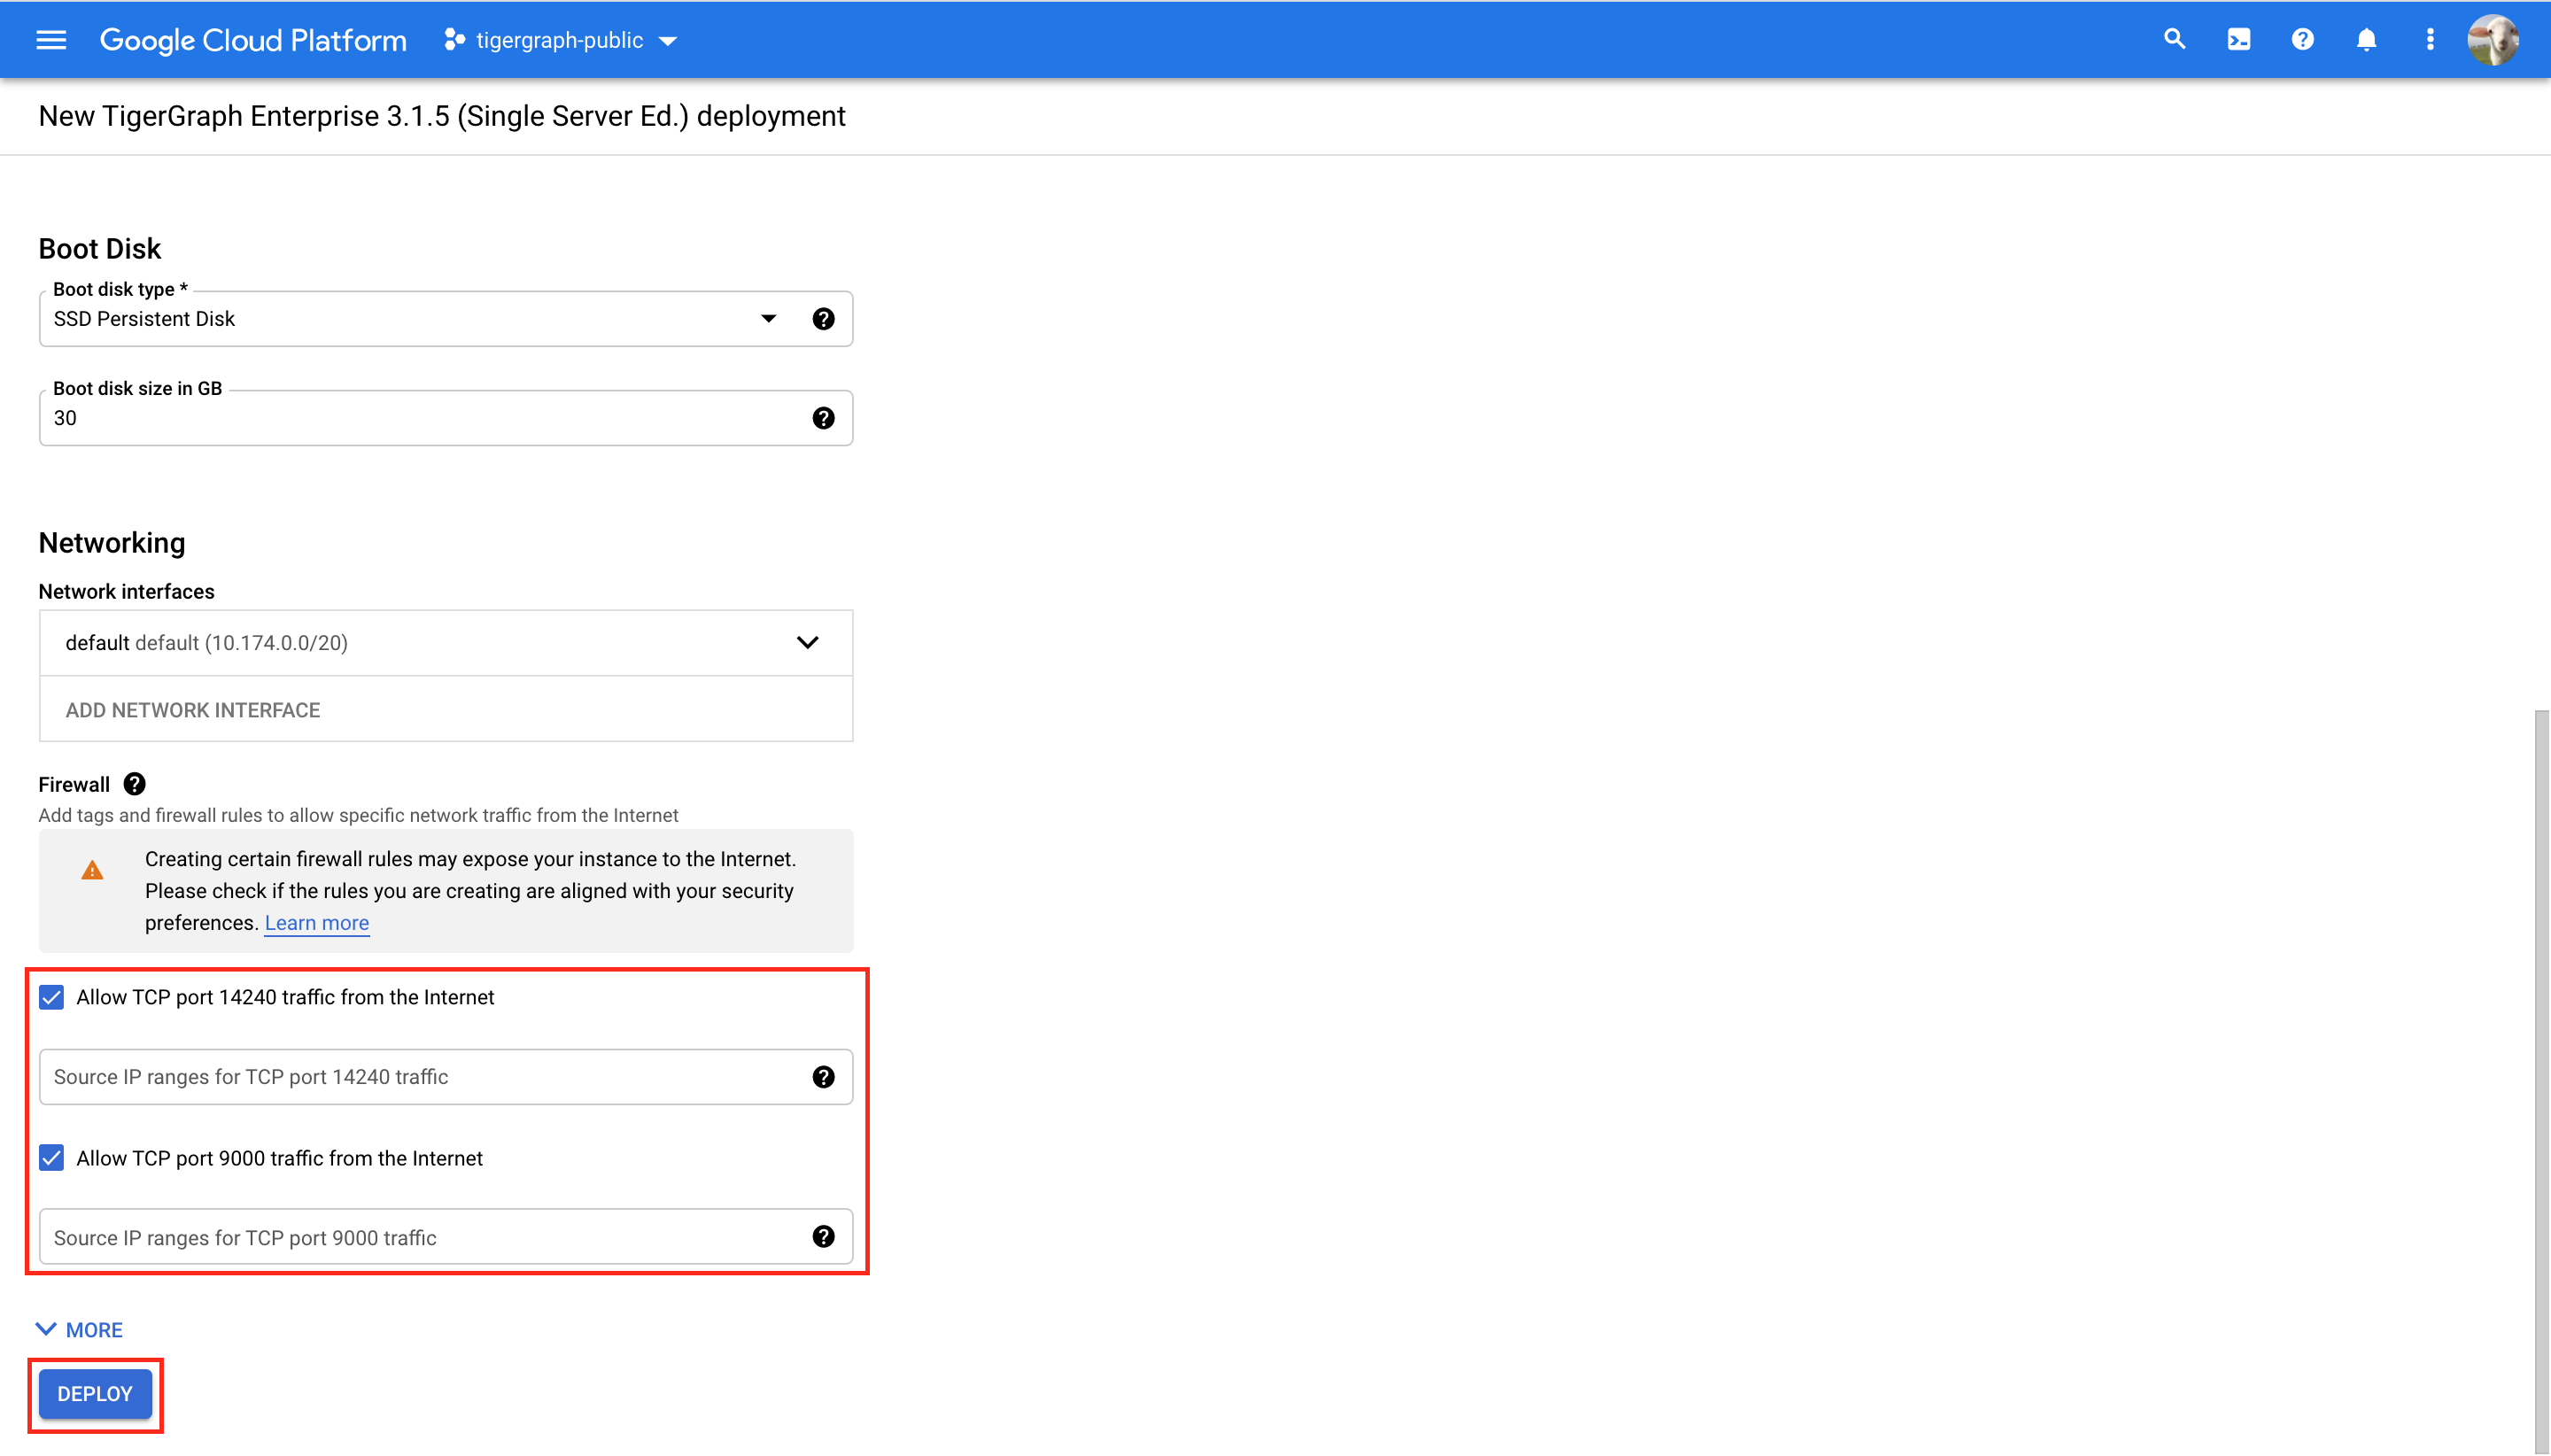 Google Cloud Platform
tigergraph-public
New TigerGraph Enterprise 3.1.5 (Single Server Ed.) deployment
Boot Disk
Boot disk type *
SSD Persistent Disk
Boot disk size in GB
30
Networking
Network interfaces
default default (10.174.0.0/20)
ADD NETWORK INTERFACE
Firewall
Add tags and firewall rules to allow specific network traffic from the Internet
Creating certain firewall rules may expose your instance to the Internet.
Please check if the rules you are creating are aligned with your security
preferences. Learn more
Allow TCP port 14240 traffic from the Internet
Source IP ranges for TCP port 14240 traffic
Allow TCP port 9000 traffic from the Internet
Source IP ranges for TCP port 9000 traffic
MORE
DEPLOY